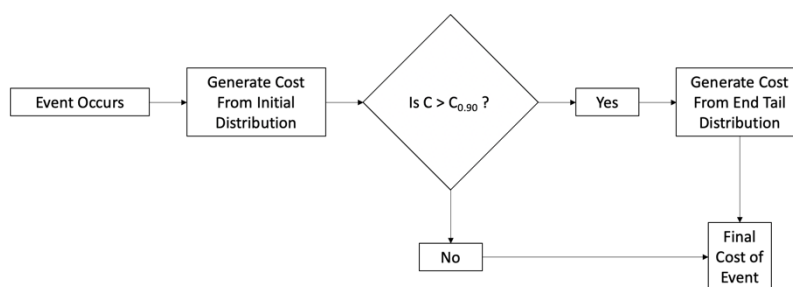 Event Occurs
Generate Cost
From Initial
Distribution
Is C > C0.90 ?
Yes
Generate Cost
From End Tail
Distribution
No
Final
Cost of
Event